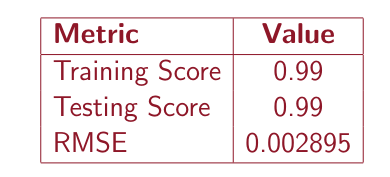 Metric Value
Training Score 0.99
Testing Score 0.99
RMSE 0.002895